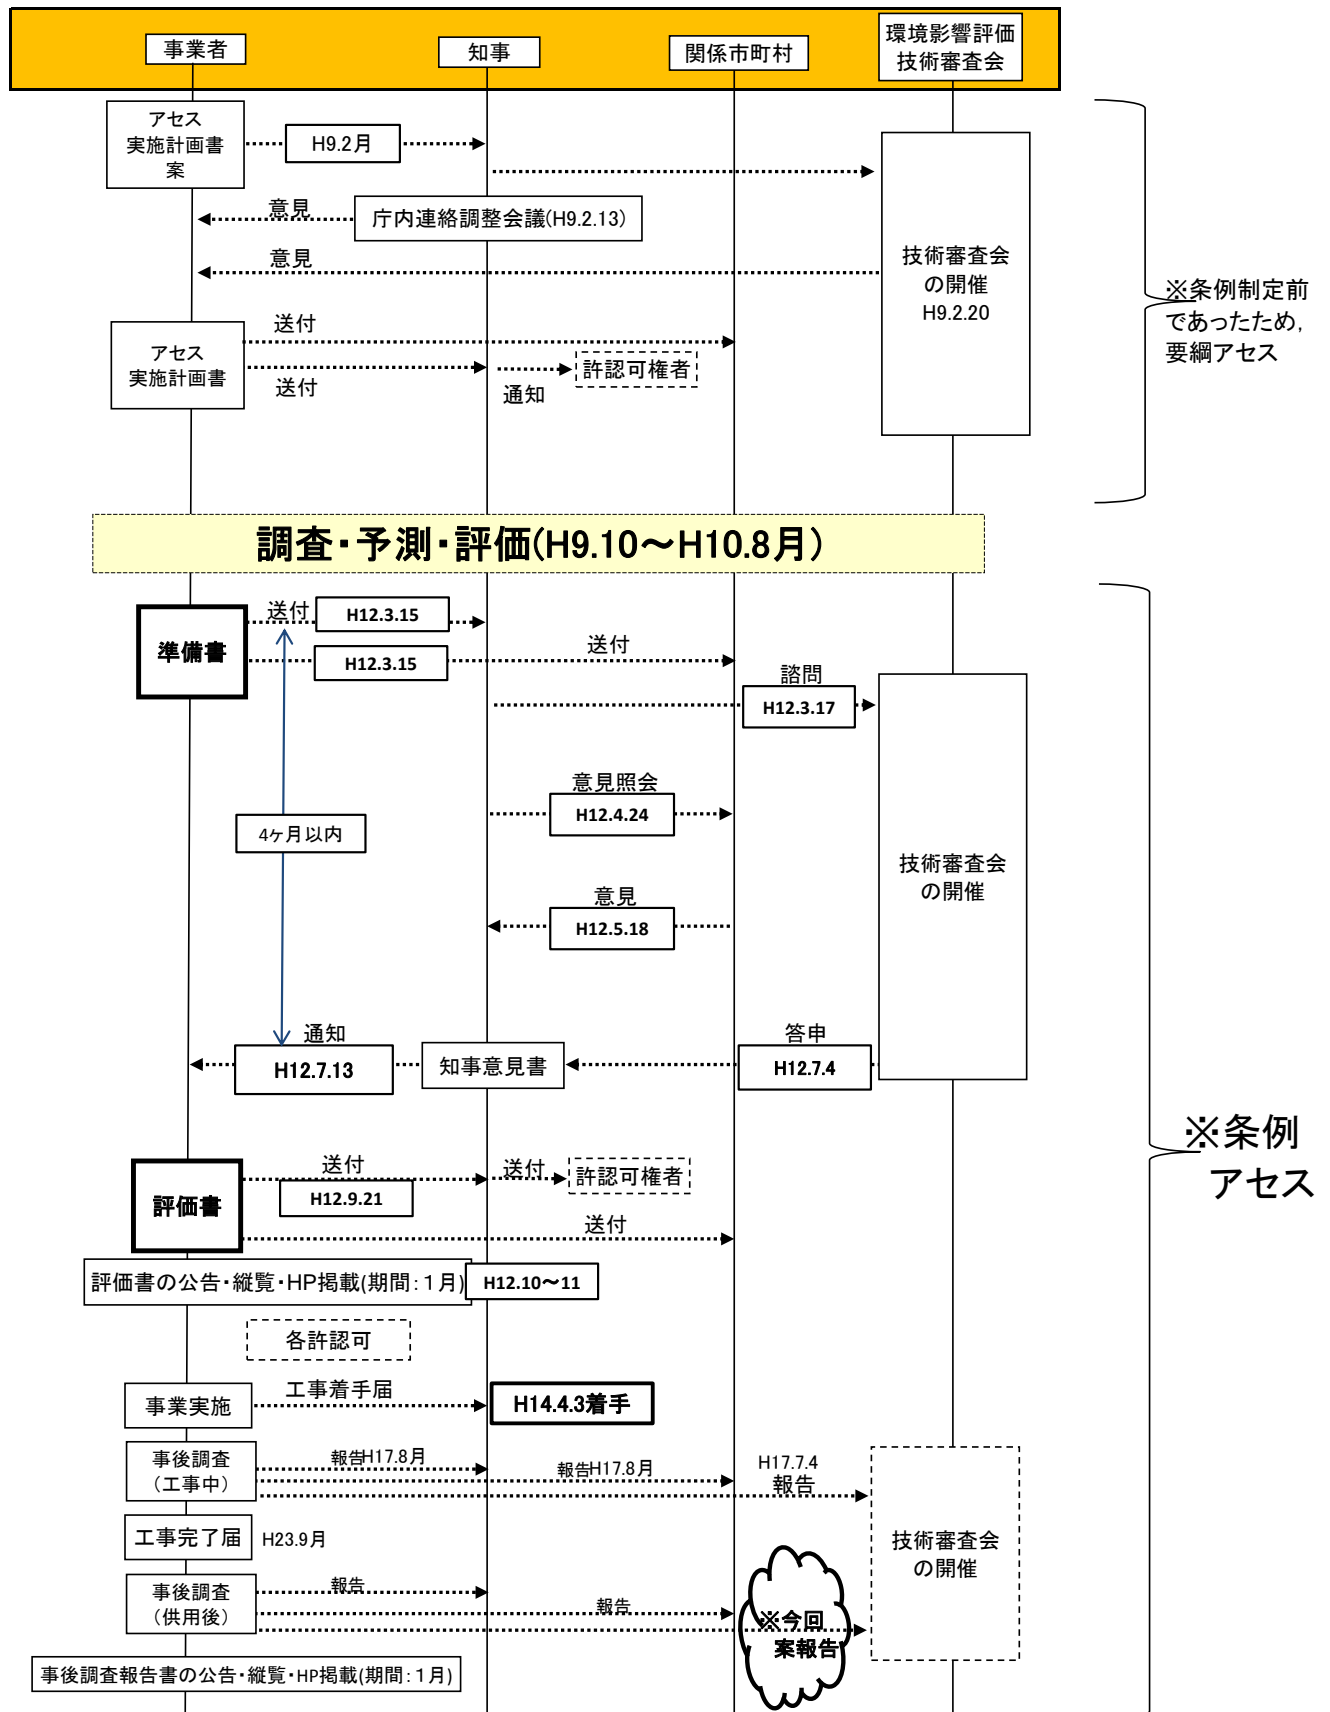 事業者
知事
関係市町村
環境影響評価
技術審査会
アセス
実施計画書
案
H9.2月
意見
庁内連絡調整会議(H9.2.13)
意見
技術審査会
の開催
H9.2.20
※条例制定前
であったため,
要綱アセス
アセス
実施計画書
送付
送付
通知
許認可権者
調査・予測・評価(H9.10～H10.8月)
準備書
送付
H12.3.15
H12.3.15
送付
諮問
H12.3.17
意見照会
H12.4.24
4ヶ月以内
技術審査会
の開催
意見
H12.5.18
通知
H12.7.13
知事意見書
答申
H12.7.4
※条例
アセス
評価書
送付
H12.9.21
送付
許認可権者
送付
評価書の公告・縦覧・HP掲載(期間:１月)
H12.10～11
各許認可
事業実施
工事着手届
H14.4.3着手
事後調査
(工事中)
報告H17.8月
報告H17.8月
H17.7.4
報告
工事完了届
H23.9月
技術審査会
の開催
事後調査
(供用後)
報告
報告
※今回
案報告
事後調査報告書の公告・縦覧・HP掲載(期間:１月)